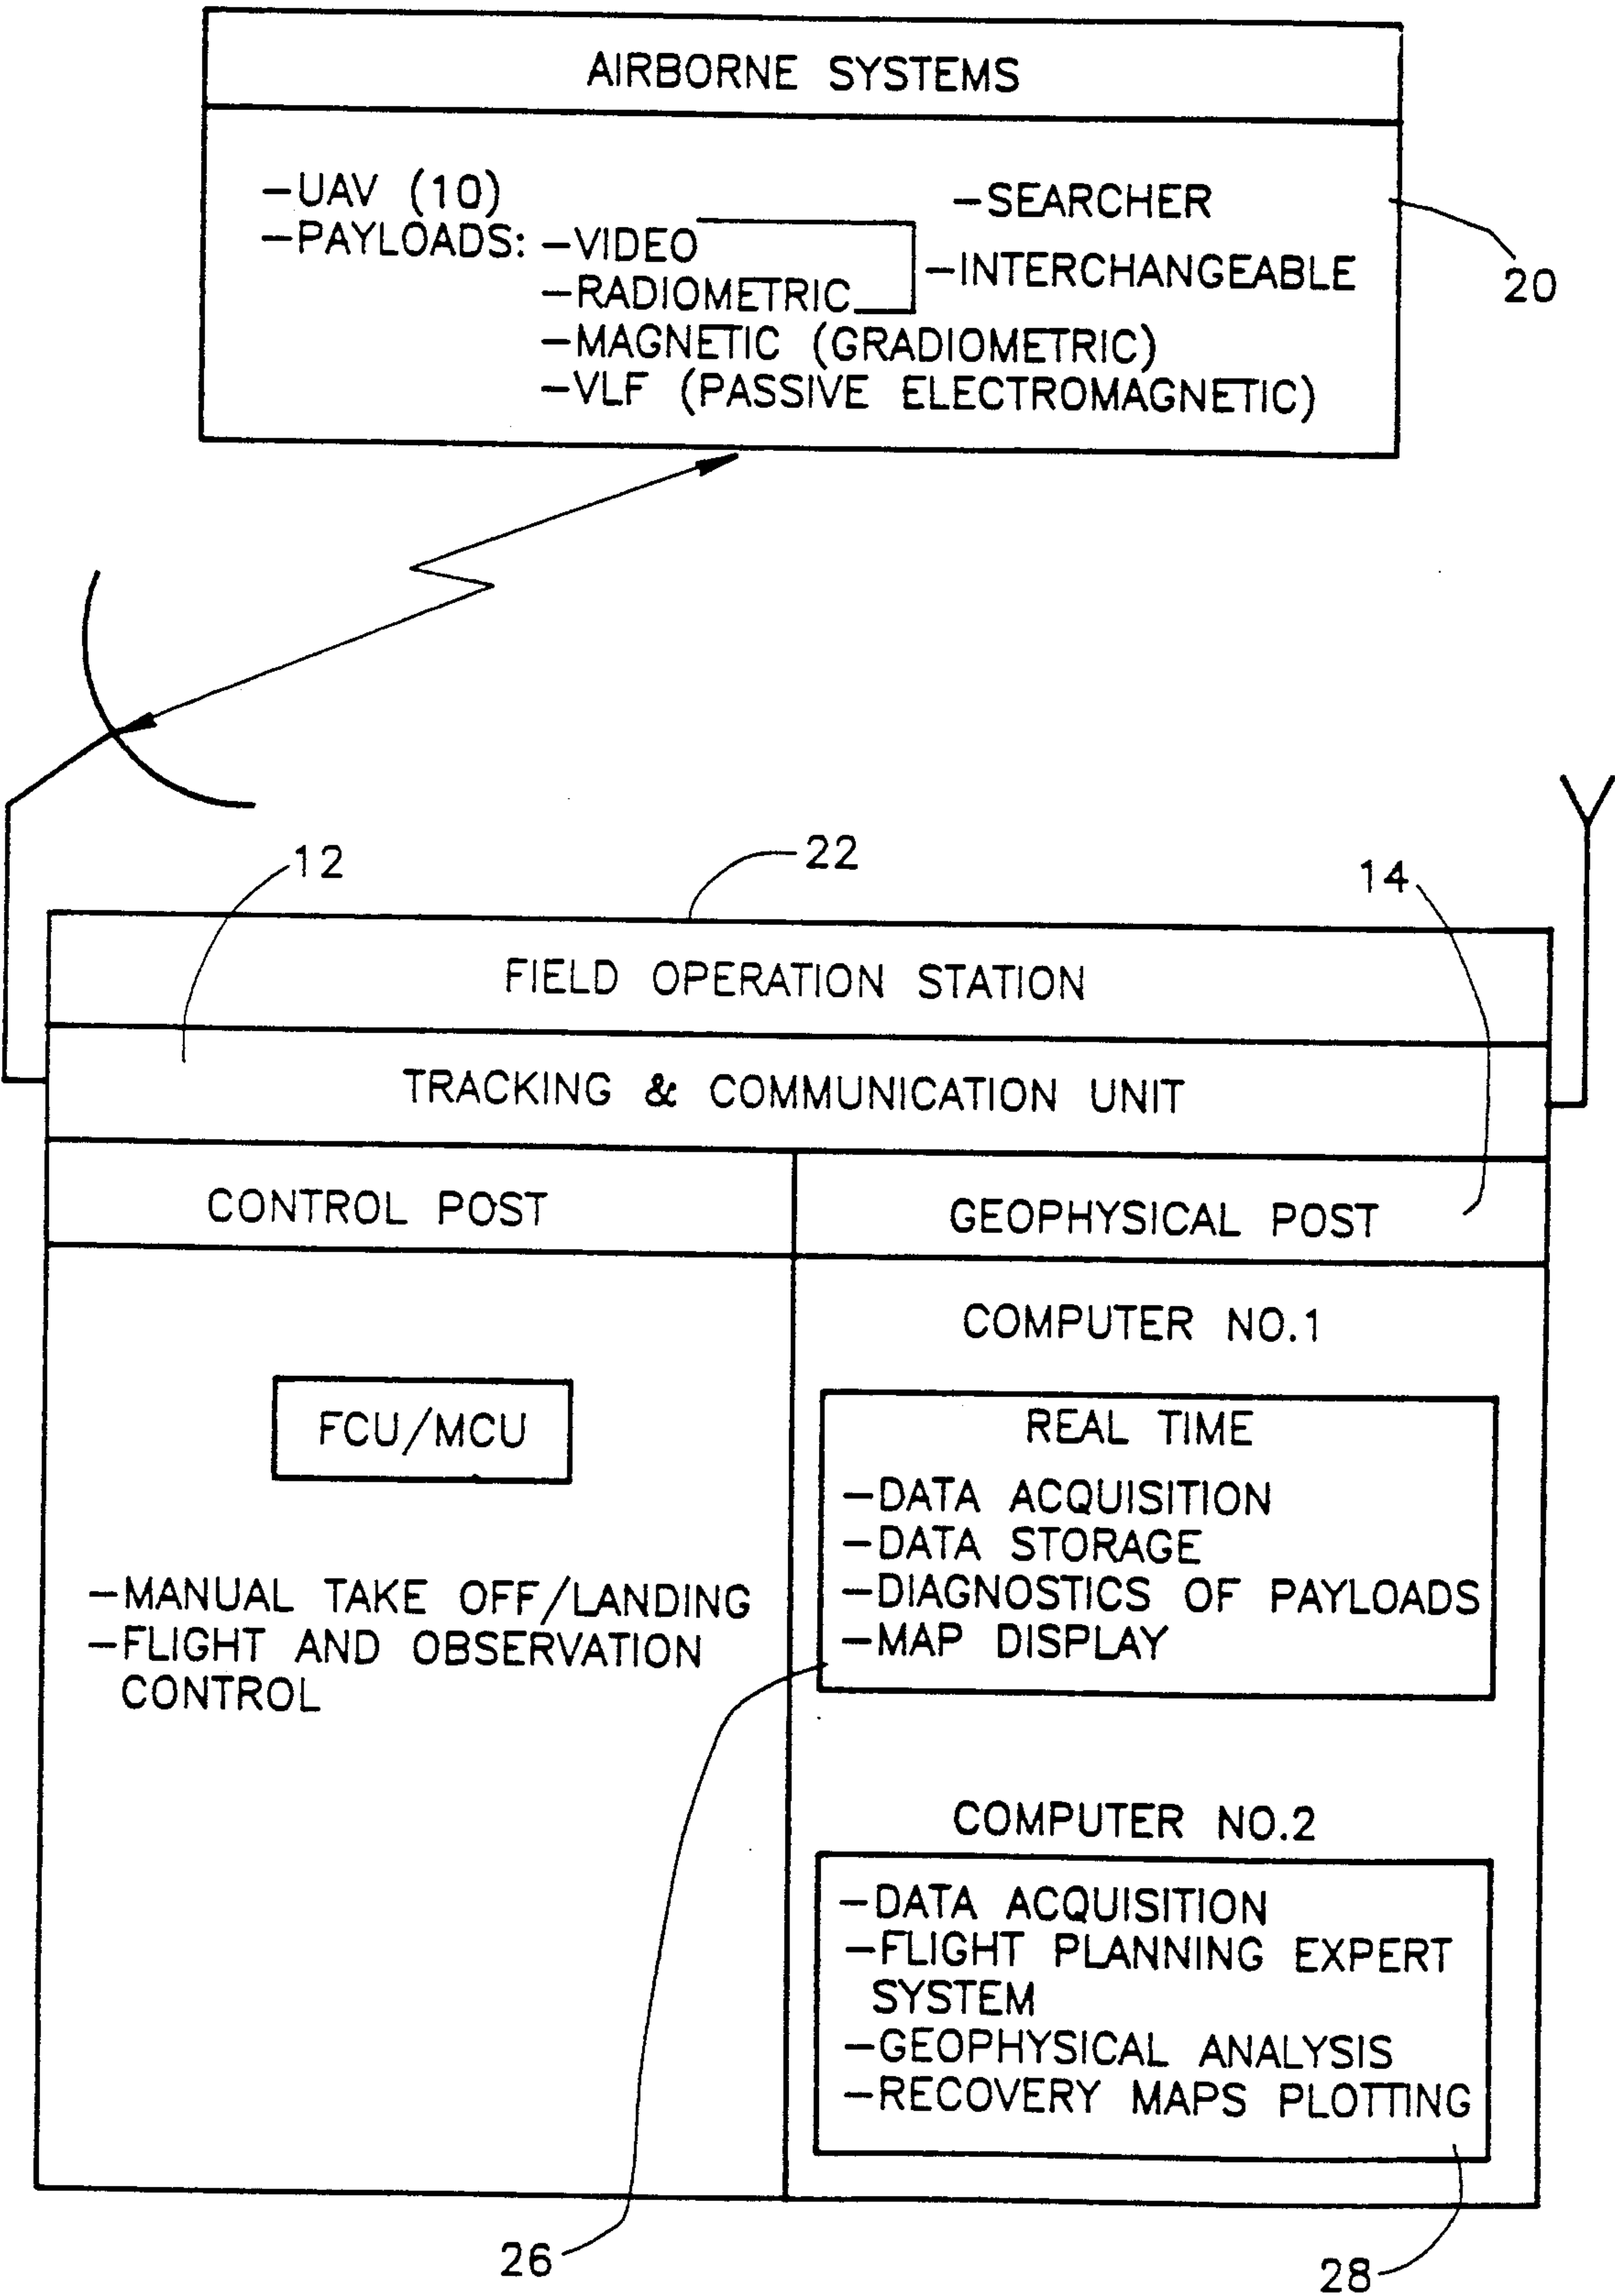 AIRBORNE SYSTEMS
-UAV (10)
-SEARCHER
-PAYLOADS: -VIDEO
-INTERCHANGEABLE
-RADIOMETRIC
-MAGNETIC (GRADIOMETRIC)
-VLF (PASSIVE ELECTROMAGNETIC)
20
12
22
14
FIELD OPERATION STATION
TRACKING & COMMUNICATION UNIT
CONTROL POST
FCU/MCU
-MANUAL TAKE OFF/LANDING
-FLIGHT AND OBSERVATION
CONTROL
GEOPHYSICAL POST
COMPUTER NO.1
REAL TIME
-DATA ACQUISITION
-DATA STORAGE
-DIAGNOSTICS OF PAYLOADS
-MAP DISPLAY
COMPUTER NO.2
-DATA ACQUISITION
-FLIGHT PLANNING EXPERT
SYSTEM
-GEOPHYSICAL ANALYSIS
-RECOVERY MAPS PLOTTING
26
28